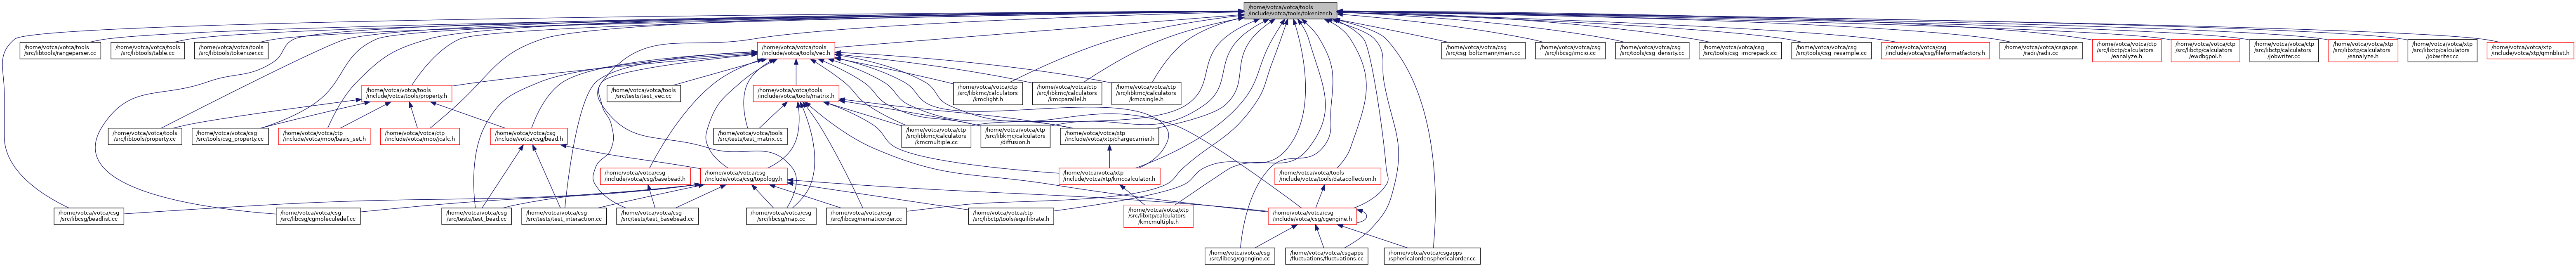 /home/votca/votca/tools
/include/votca/tools/tokenizer.h
/home/votca/votca/tools
/src/libtools/rangeparser.cc
/home/votca/votca/tools
/src/libtools/table.cc
/home/votca/votca/tools
/src/libtools/tokenizer.cc
/home/votca/votca/tools
/include/votca/tools/vec.h
/home/votca/votca/csg
/src/csg_boltzmann/main.cc
/home/votca/votca/csg
/src/libcsg/imcio.cc
/home/votca/votca/csg
/src/tools/csg_density.cc
/home/votca/votca/csg
/src/tools/csg_imcrepack.cc
/home/votca/votca/csg
/src/tools/csg_resample.cc
/home/votca/votca/csg
/include/votca/csg/fileformatfactory.h
/home/votca/votca/csgapps
/radii/radii.cc
/home/votca/votca/ctp
/src/libctp/calculators
/eanalyze.h
/home/votca/votca/ctp
/src/libctp/calculators
/ewdbgpol.h
/home/votca/votca/ctp
/src/libctp/calculators
/jobwriter.cc
/home/votca/votca/xtp
/src/libxtp/calculators
/eanalyze.h
/home/votca/votca/xtp
/src/libxtp/calculators
/jobwriter.cc
/home/votca/votca/xtp
/include/votca/xtp/qmnblist.h
/home/votca/votca/tools
/include/votca/tools/property.h
/home/votca/votca/tools
/src/tests/test_vec.cc
/home/votca/votca/tools
/include/votca/tools/matrix.h
/home/votca/votca/ctp
/src/libkmc/calculators
/kmclight.h
/home/votca/votca/ctp
/src/libkmc/calculators
/kmcparallel.h
/home/votca/votca/ctp
/src/libkmc/calculators
/kmcsingle.h
/home/votca/votca/tools
/src/libtools/property.cc
/home/votca/votca/csg
/src/tools/csg_property.cc
/home/votca/votca/ctp
/include/votca/moo/basis_set.h
/home/votca/votca/ctp
/include/votca/moo/jcalc.h
/home/votca/votca/csg
/include/votca/csg/bead.h
/home/votca/votca/tools
/src/tests/test_matrix.cc
/home/votca/votca/ctp
/src/libkmc/calculators
/kmcmultiple.cc
/home/votca/votca/ctp
/src/libkmc/calculators
/diffusion.h
/home/votca/votca/xtp
/include/votca/xtp/chargecarrier.h
/home/votca/votca/csg
/include/votca/csg/basebead.h
/home/votca/votca/csg
/include/votca/csg/topology.h
/home/votca/votca/xtp
/include/votca/xtp/kmccalculator.h
/home/votca/votca/tools
/include/votca/tools/datacollection.h
/home/votca/votca/csg
/src/libcsg/beadlist.cc
/home/votca/votca/csg
/src/libcsg/cgmoleculedef.cc
/home/votca/votca/csg
/src/tests/test_bead.cc
/home/votca/votca/csg
/src/tests/test_interaction.cc
/home/votca/votca/csg
/src/tests/test_basebead.cc
/home/votca/votca/csg
/src/libcsg/map.cc
/home/votca/votca/csg
/src/libcsg/nematicorder.cc
/home/votca/votca/ctp
/src/libctp/tools/equilibrate.h
/home/votca/votca/xtp
/src/libxtp/calculators
/kmcmultiple.h
/home/votca/votca/csg
/include/votca/csg/cgengine.h
/home/votca/votca/csg
/src/libcsg/cgengine.cc
/home/votca/votca/csgapps
/fluctuations/fluctuations.cc
/home/votca/votca/csgapps
/sphericalorder/sphericalorder.cc